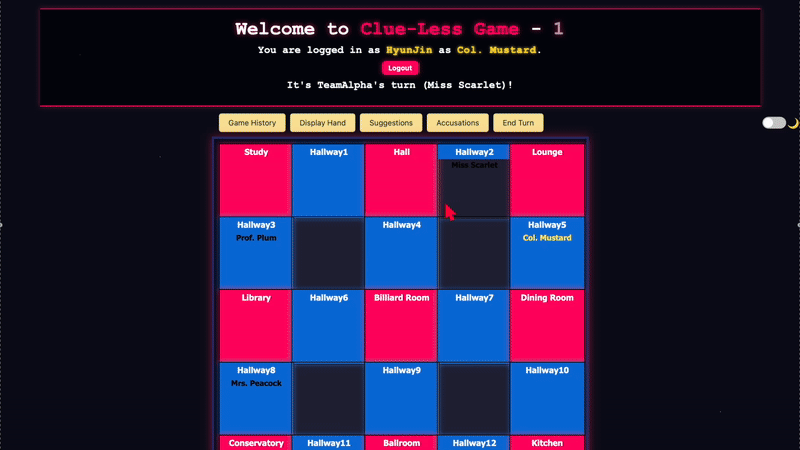 Welcome to Clue-Less Game - 1
You are logged in as HyunJin as Col. Mustard.
Logout
It's TeamAlpha's turn (Miss Scarlet)!
Game History Display Hand Suggestions Accusations End Turn
Study Hallway1 Hall Hallway2 Lounge
Miss Scarlet
Hallway3 Hallway4 Hallway5
Prof. Plum Col. Mustard
Library Hallway6 Billiard Room Hallway7 Dining Room
Hallway8 Hallway9 Hallway10
Mrs. Peacock
Conservatory Hallway11 Ballroom Hallway12 Kitchen